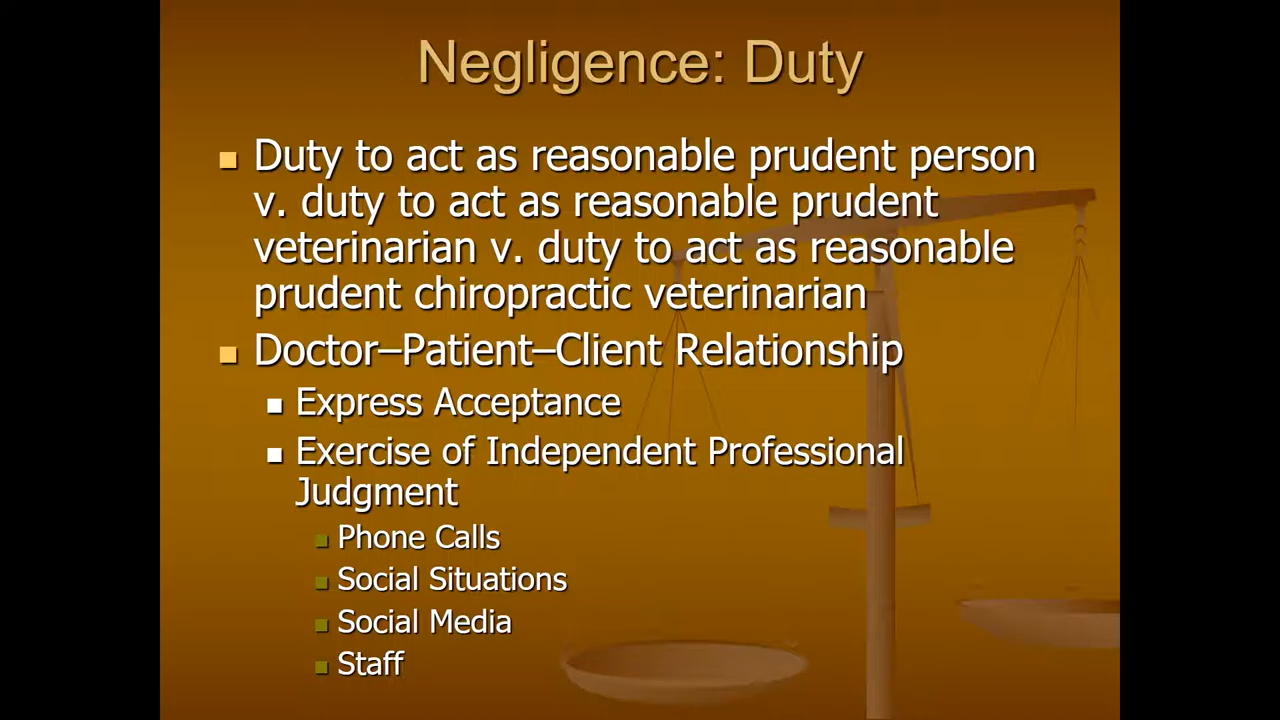 Negligence: Duty
Duty to act as reasonable prudent person
v. duty to act as reasonable prudent
veterinarian v. duty to act as reasonable
prudent chiropractic veterinarian
Doctor–Patient–Client Relationship
Express Acceptance
Exercise of Independent Professional
Judgment
Phone Calls
Social Situations
Social Media
Staff